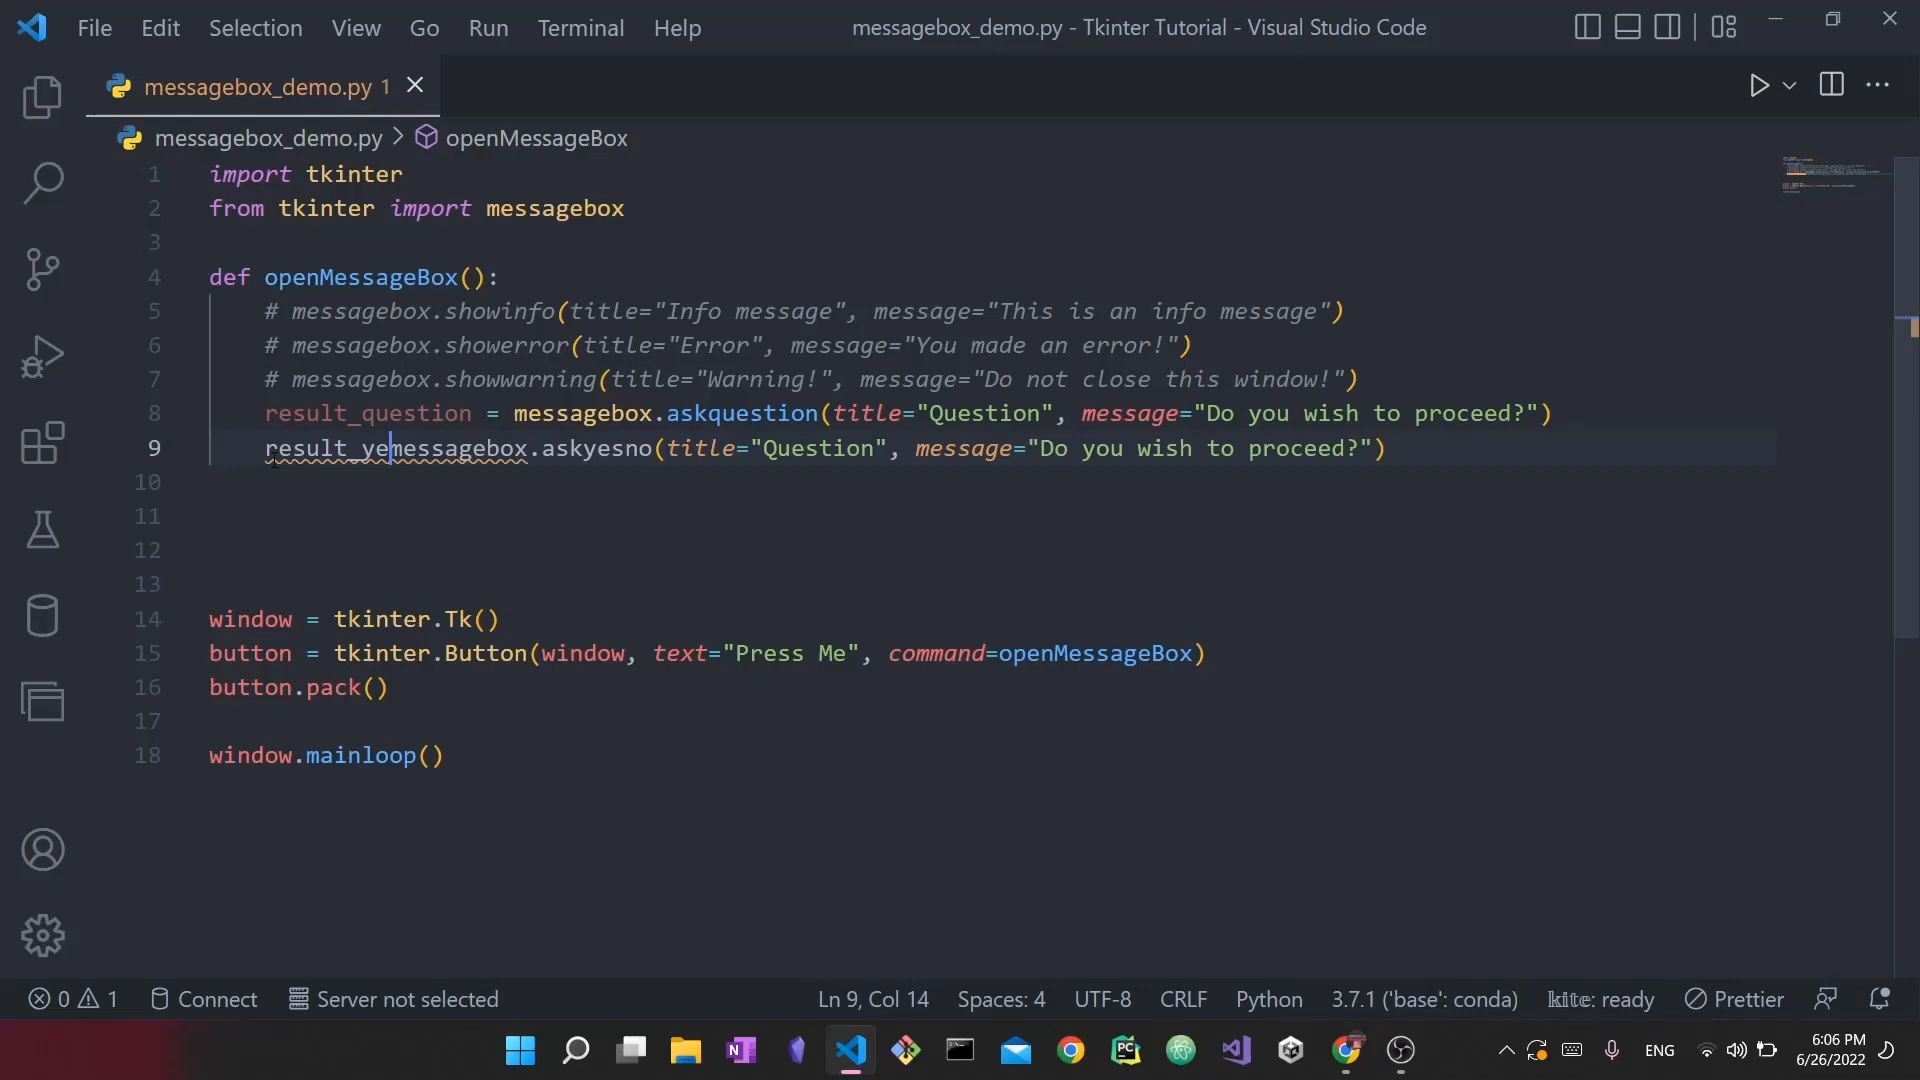 File Edit Selection View Go Run Terminal Help messagebox_demo.py - Tkinter Tutorial - Visual Studio Code
messagebox_demo.py 1
messagebox_demo.py > openMessageBox
1 import tkinter
2 from tkinter import messagebox
3
4 def openMessageBox():
5 # messagebox.showinfo(title="Info message", message="This is an info message")
6 # messagebox.showerror(title="Error", message="You made an error!")
7 # messagebox.showwarning(title="Warning!", message="Do not close this window!")
8 result_question = messagebox.askquestion(title="Question", message="Do you wish to proceed?")
9 result_yemessagebox.askyesno(title="Question", message="Do you wish to proceed?")
10
11
12
13
14 window = tkinter.Tk()
15 button = tkinter.Button(window, text="Press Me", command=openMessageBox)
16 button.pack()
17
18 window.mainloop()
0 1 Connect Server not selected Ln 9, Col 14 Spaces: 4 UTF-8 CRLF Python 3.7.1 ('base': conda) kite: ready Prettier
ENG 6:06 PM
6/26/2022